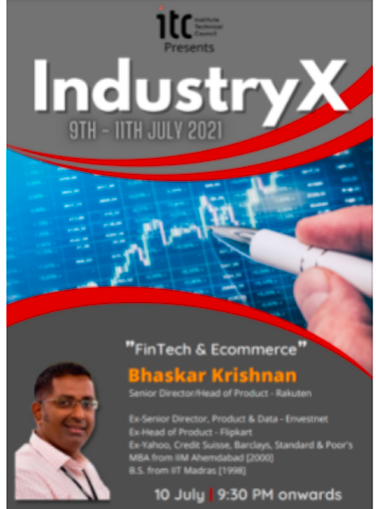 itc Institute
Technical
Council
Presents
IndustryX
9TH - 11TH JULY 2021
"FinTech & Ecommerce"
Bhaskar Krishnan
Senior Director/Head of Product - Rakuten
Ex-Senior Director, Product & Data - Envestnet
Ex-Head of Product - Flipkart
Ex-Yahoo, Credit Suisse, Barclays, Standard & Poor's
MBA from IIM Ahemdabad [2000]
B.S. from IIT Madras [1998]
10 July | 9:30 PM onwards